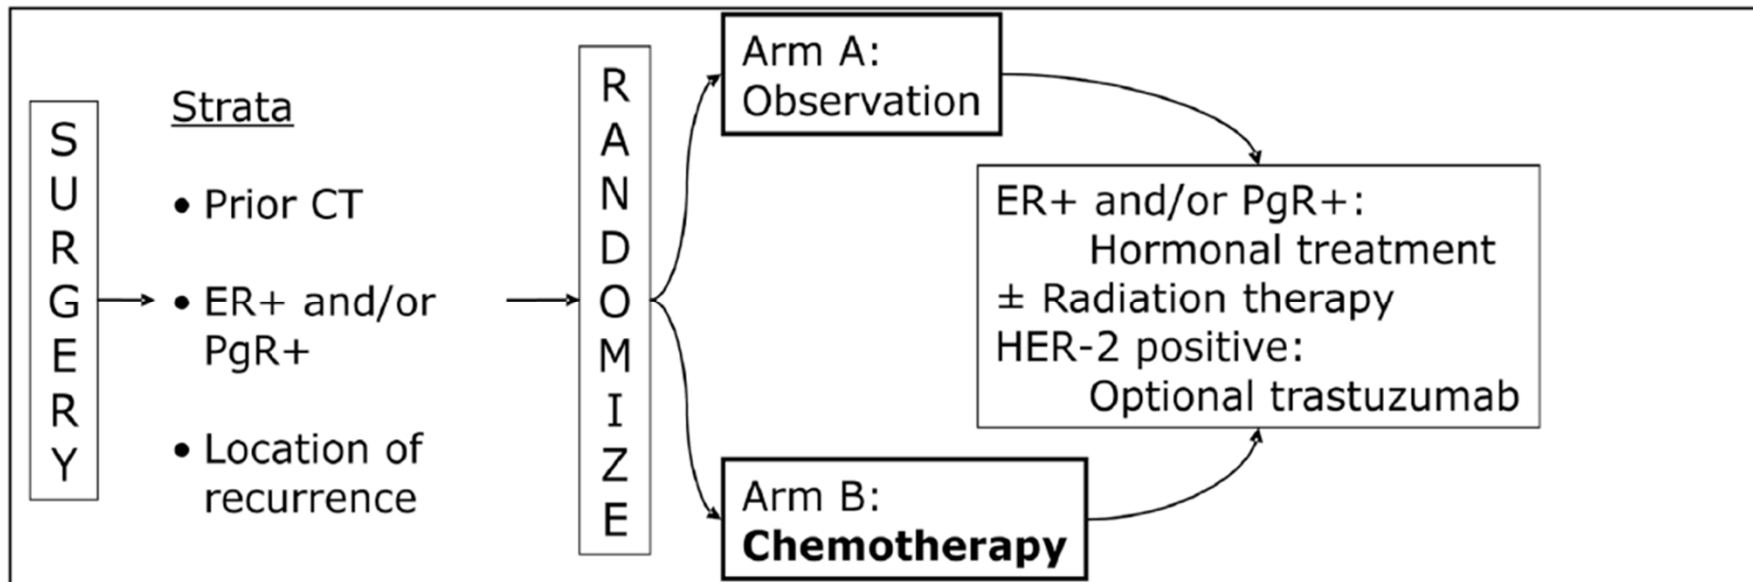 SURGERY
Strata
• Prior CT
• ER+ and/or
PgR+
• Location of
recurrence
RANDOMIZE
Arm A:
Observation
ER+ and/or PgR+:
Hormonal treatment
± Radiation therapy
HER-2 positive:
Optional trastuzumab
Arm B:
Chemotherapy